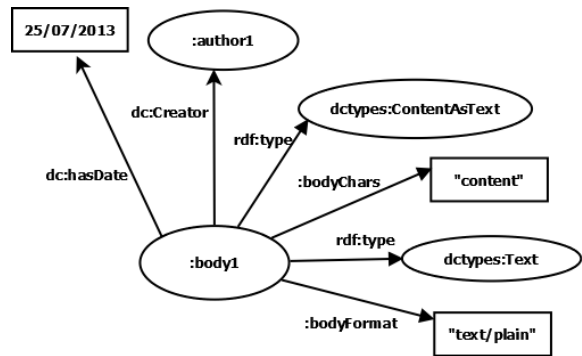 25/07/2013
:author1
dc:Creator
dctypes:ContentAsText
rdf:type
dc:hasDate
:bodyChars
"content"
rdf:type
:body1
dctypes:Text
:bodyFormat
"text/plain"